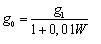 g₀ = g₁ / 1 + 0,01W